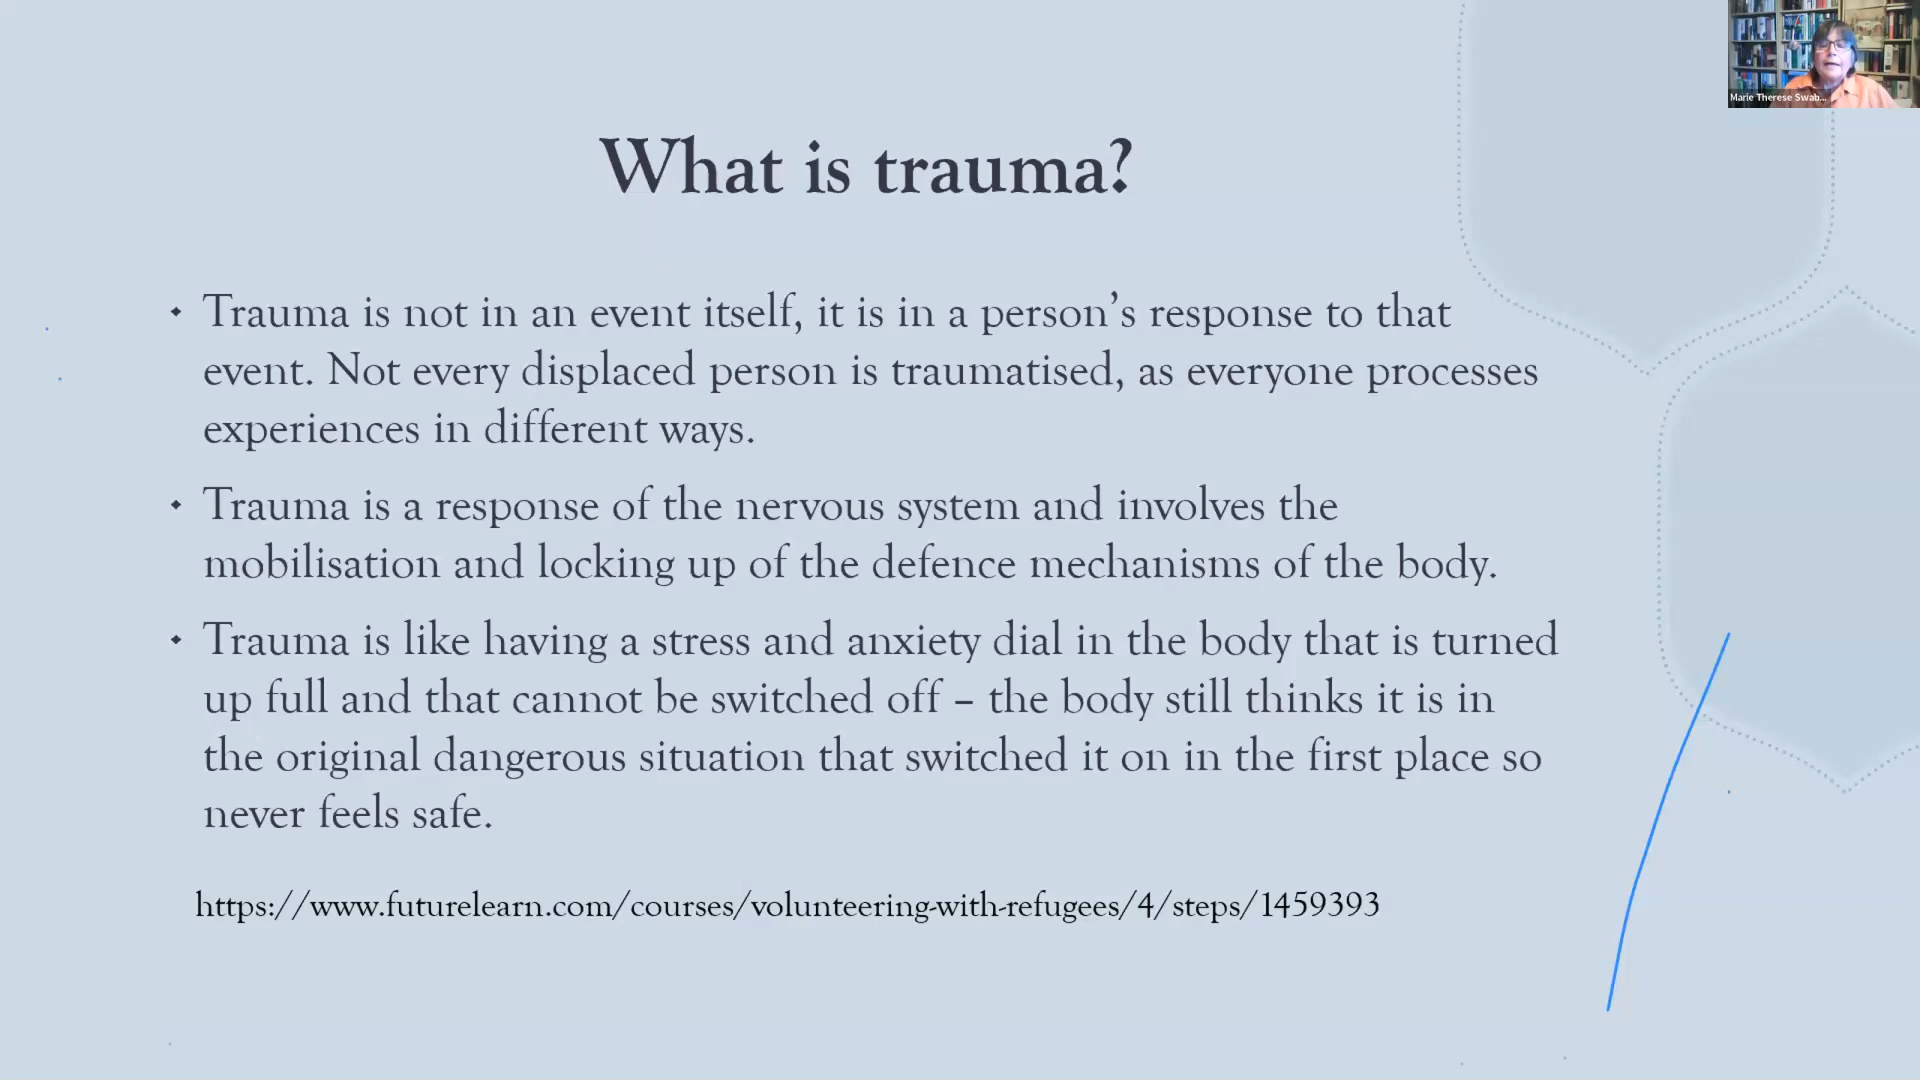 Marie Therese Swab...
What is trauma?
Trauma is not in an event itself, it is in a person’s response to that
event. Not every displaced person is traumatised, as everyone processes
experiences in different ways.
Trauma is a response of the nervous system and involves the
mobilisation and locking up of the defence mechanisms of the body.
Trauma is like having a stress and anxiety dial in the body that is turned
up full and that cannot be switched off – the body still thinks it is in
the original dangerous situation that switched it on in the first place so
never feels safe.
https://www.futurelearn.com/courses/volunteering-with-refugees/4/steps/1459393